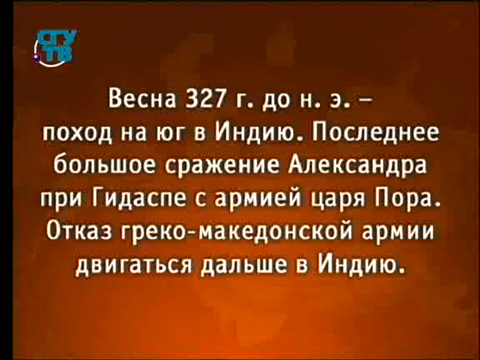 СГУ
ТВ
Весна 327 г. до н. э. –
поход на юг в Индию. Последнее
большое сражение Александра
при Гидаспе с армией царя Пора.
Отказ греко-македонской армии
двигаться дальше в Индию.